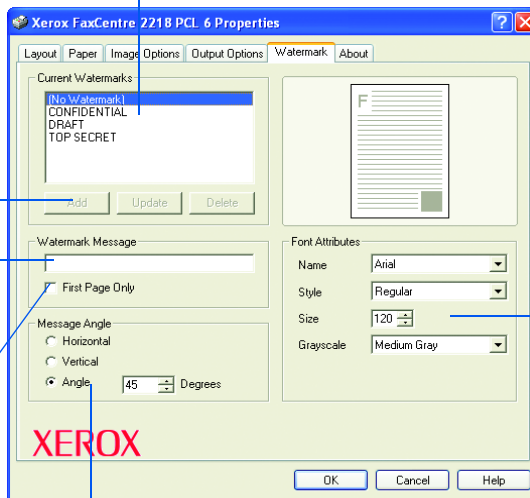 Xerox FaxCentre 2218 PCL 6 Properties
Layout
Paper
Image Options
Output Options
Watermark
About
Current Watermarks
(No Watermark)
CONFIDENTIAL
DRAFT
TOP SECRET
Add
Update
Delete
F
Watermark Message
First Page Only
Message Angle
Horizontal
Vertical
Angle
45
Degrees
Font Attributes
Name
Arial
Style
Regular
Size
120
Grayscale
Medium Gray
XEROX
OK
Cancel
Help